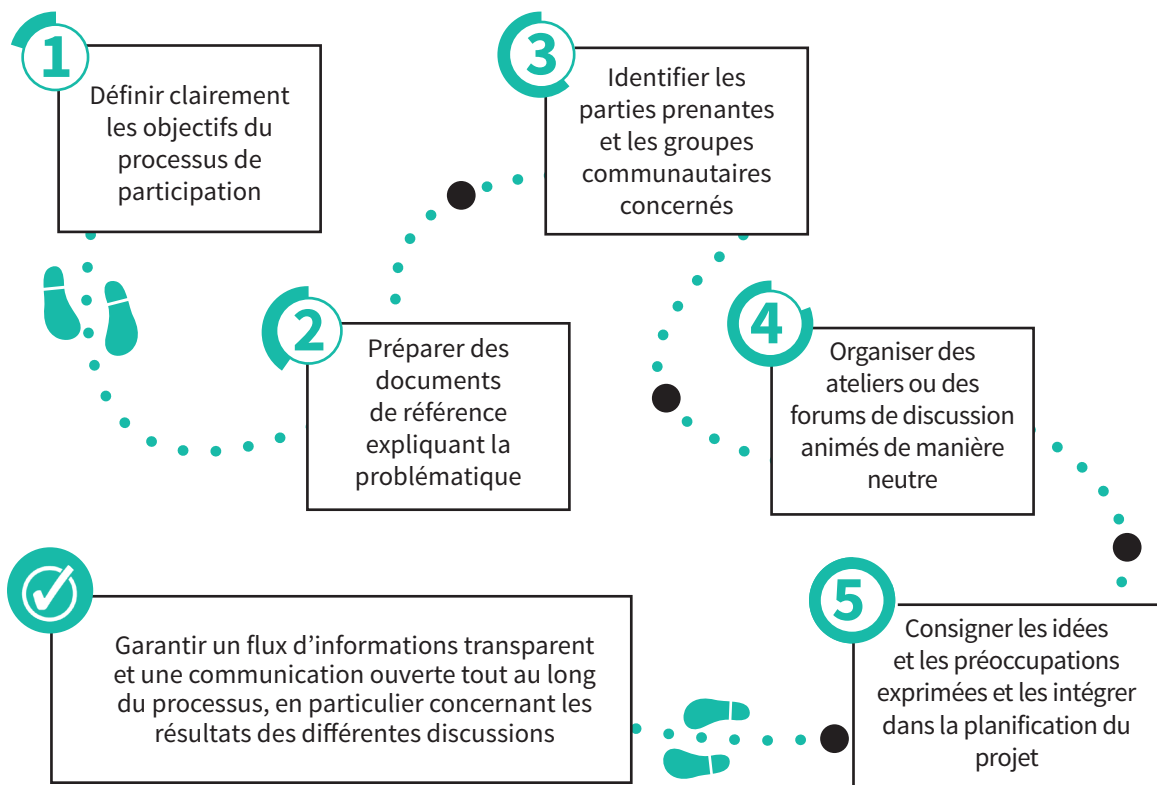 1
Définir clairement
les objectifs du
processus de
participation
2
Préparer des
documents
de référence
expliquant la
problématique
3
Identifier les
parties prenantes
et les groupes
communautaires
concernés
4
Organiser des
ateliers ou des
forums de discussion
animés de manière
neutre
5
Consigner les idées
et les préoccupations
exprimées et les intégrer
dans la planification du
projet
Garantir un flux d’informations transparent
et une communication ouverte tout au long
du processus, en particulier concernant les
résultats des différentes discussions